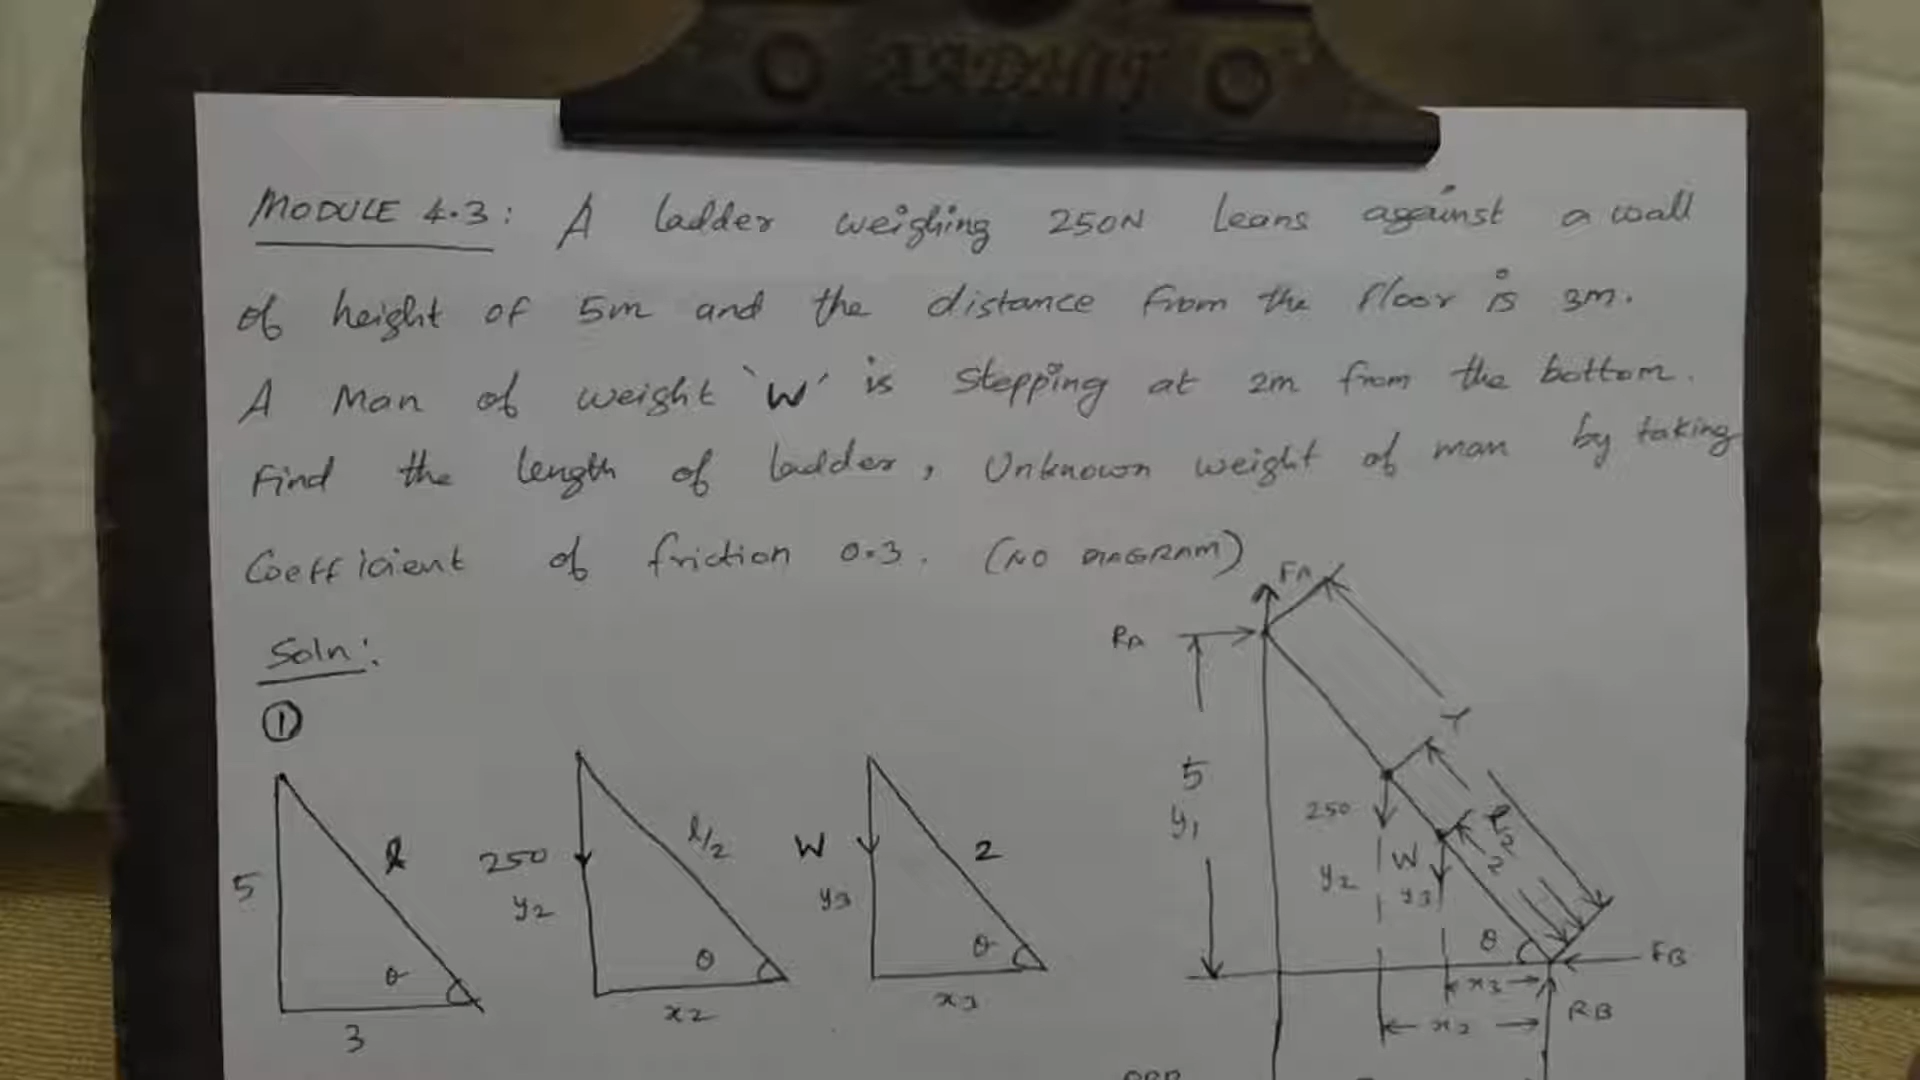 MODULE 4.3: A ladder weighing 250N leans against a wall
of height of 5m and the distance from the floor is 3m.
A Man of weight 'W' is stepping at 2m from the bottom.
Find the length of ladder, Unknown weight of man by taking
Coefficient of friction 0.3. (NO DIAGRAM)
Soln:
1
5
l
θ
3
250
y2
l/2
θ
x2
W
y3
2
θ
x3
FA
RA
5
y1
250
y2
W
y3
2
θ
FB
x3
x2
RB